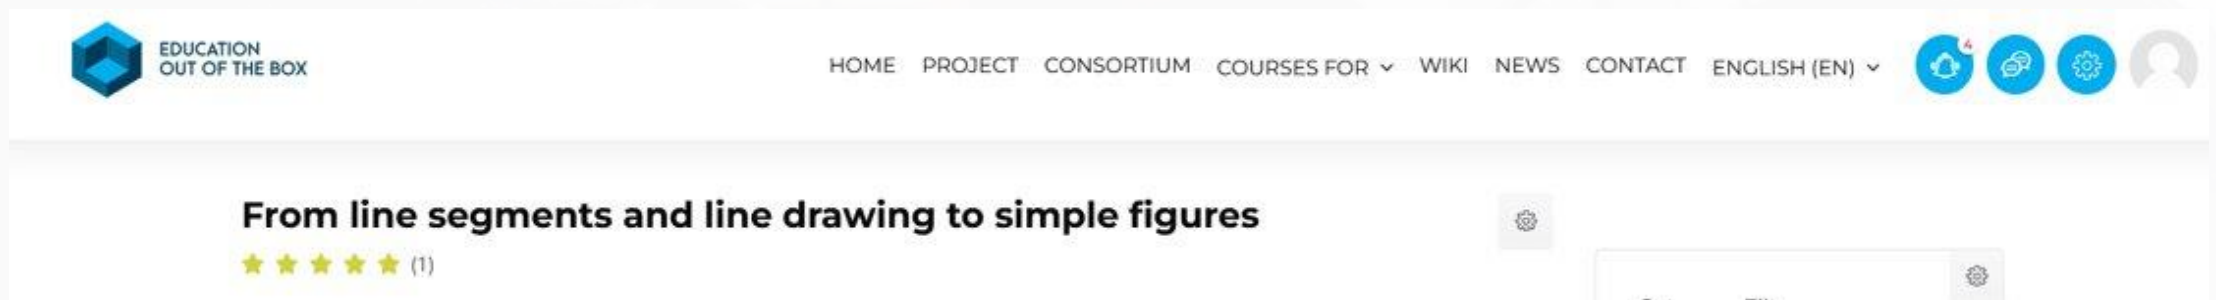 EDUCATION
OUT OF THE BOX
HOME PROJECT CONSORTIUM COURSES FOR WIKI NEWS CONTACT ENGLISH (EN) 4
From line segments and line drawing to simple figures
(1)